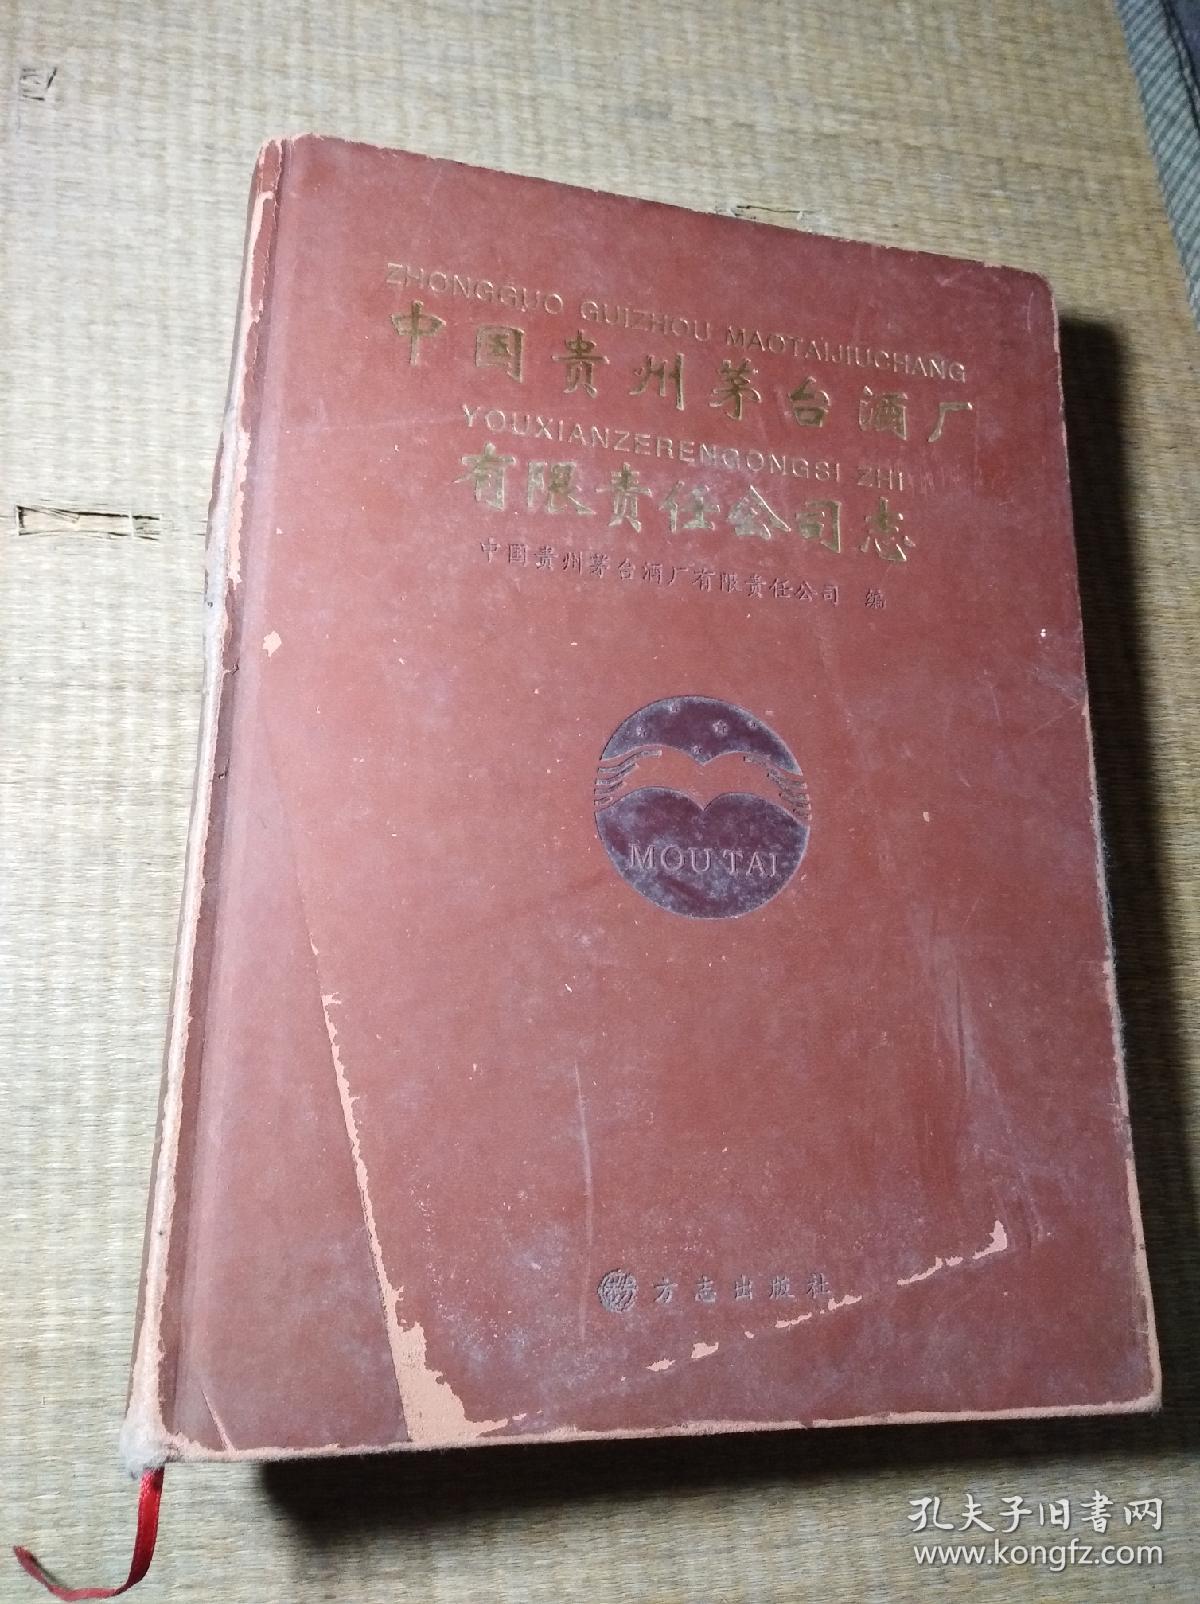 ZHONGGUO GUIZHOU MAOTAIJIUCHANG
中国贵州茅台酒厂
YOUXIANZERENGONGSI ZHI
有限责任公司志
中国贵州茅台酒厂有限责任公司 编
MOUTAI
方志出版社
孔夫子旧书网
www.kongfz.com